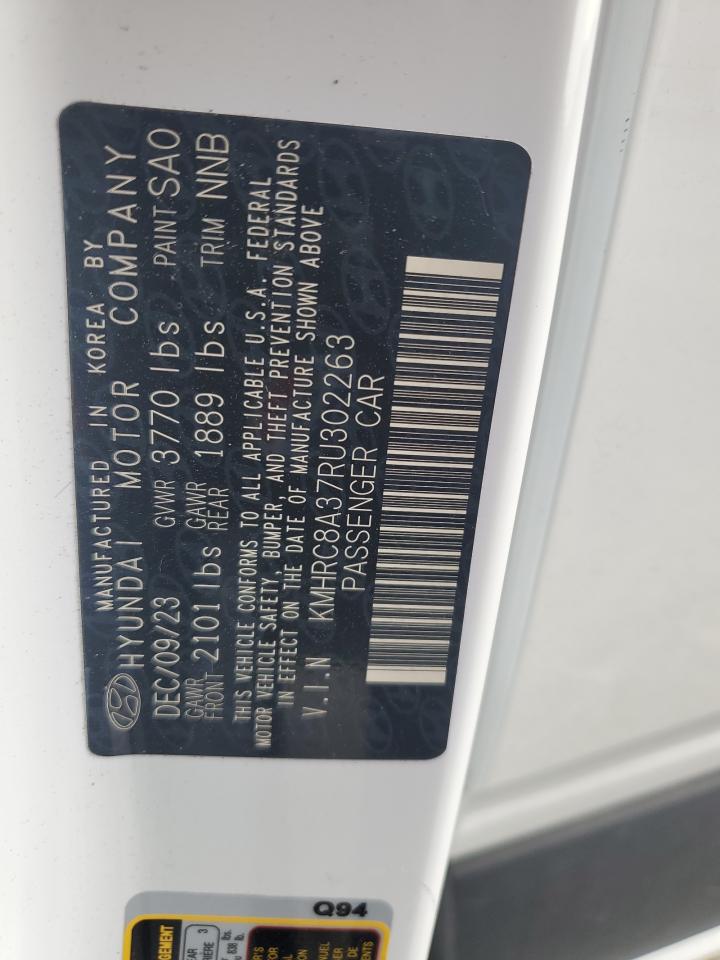 MANUFACTURED IN KOREA BY
HYUNDAI MOTOR COMPANY
DEC/09/23 GVWR 3770 lbs PAINT SAO
GAWR FRONT 2101 lbs GAWR REAR 1889 lbs TRIM NNB
THIS VEHICLE CONFORMS TO ALL APPLICABLE U.S.A. FEDERAL
MOTOR VEHICLE SAFETY, BUMPER, AND THEFT PREVENTION STANDARDS
IN EFFECT ON THE DATE OF MANUFACTURE SHOWN ABOVE
V.I.N KMHRC8A37RU302263
PASSENGER CAR
Q94